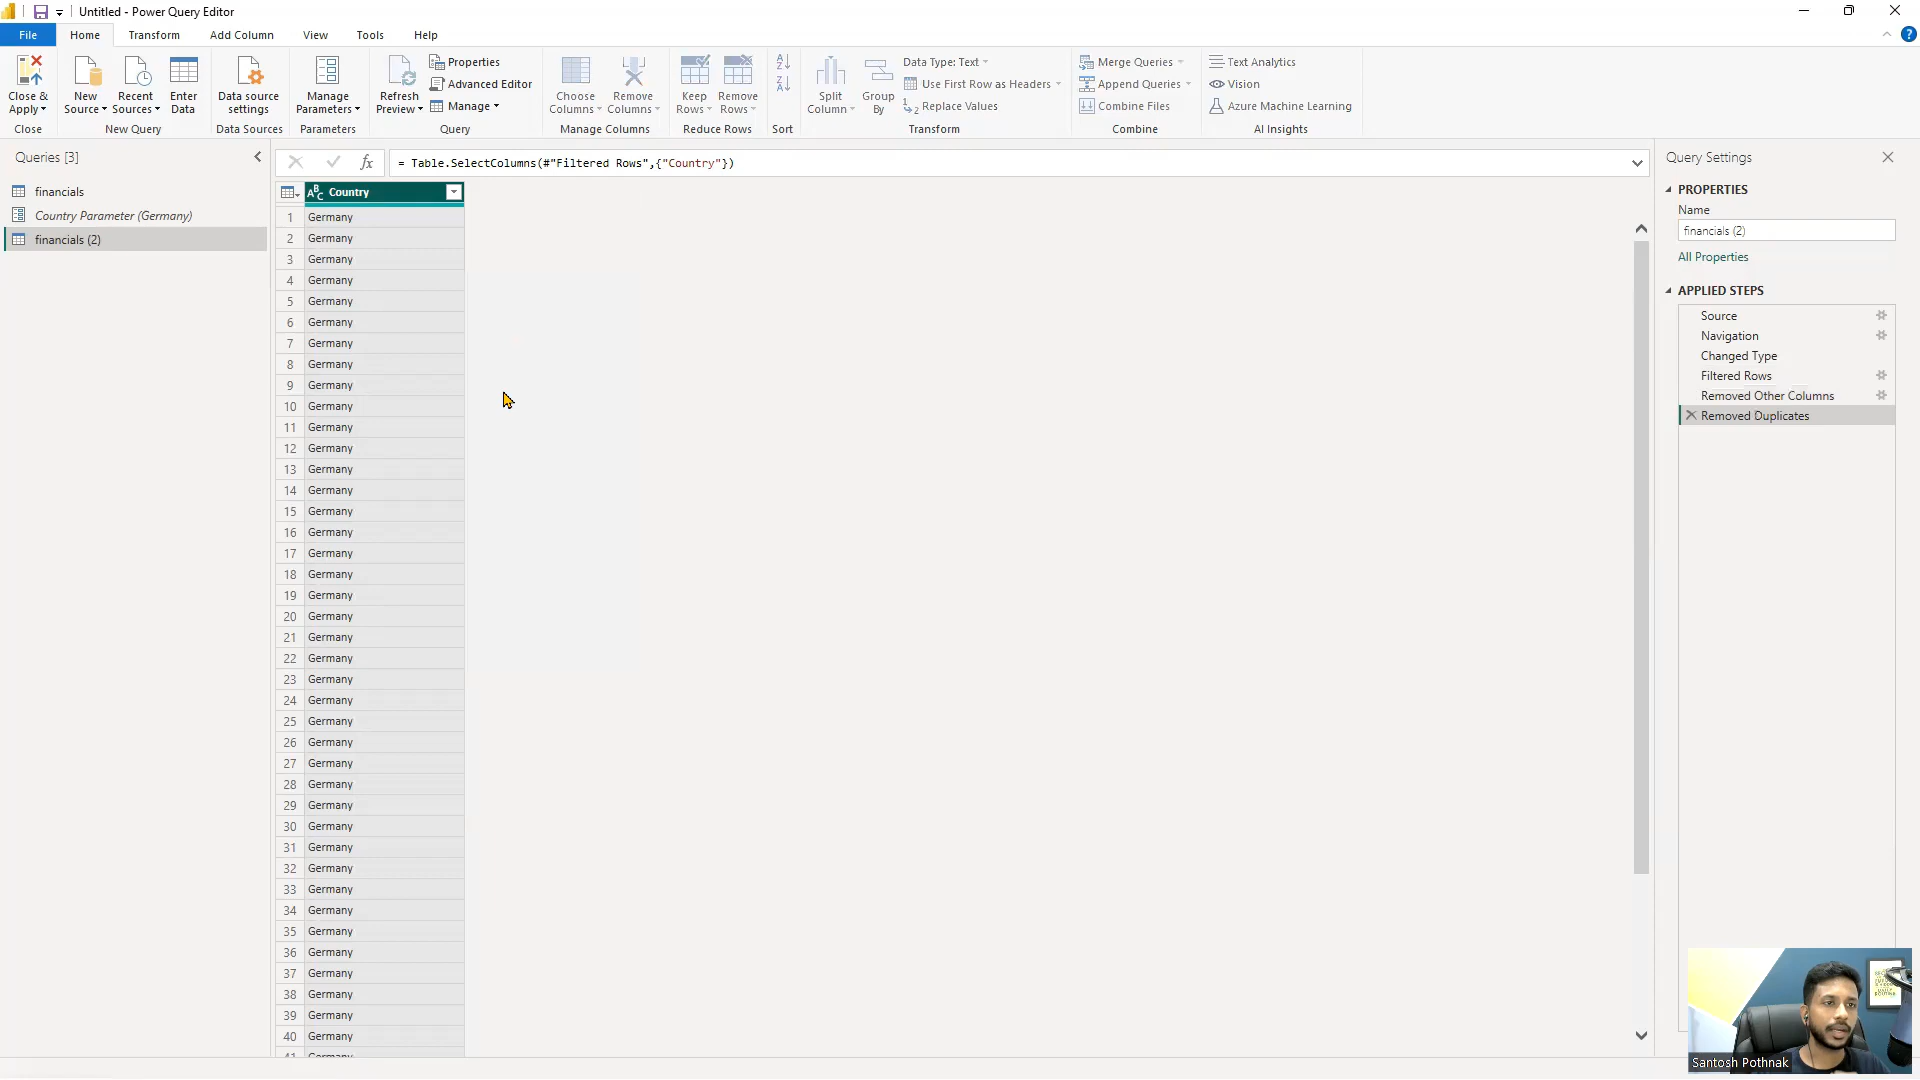 Untitled - Power Query Editor
File Home Transform Add Column View Tools Help
Close & Apply
New Source
Recent Sources
Enter Data
Data source settings
Manage Parameters
Refresh Preview
Properties
Advanced Editor
Manage
Choose Columns
Remove Columns
Keep Rows
Remove Rows
Split Column
Group By
Data Type: Text
Use First Row as Headers
Replace Values
Merge Queries
Append Queries
Combine Files
Text Analytics
Vision
Azure Machine Learning
Close New Query Data Sources Parameters Query Manage Columns Reduce Rows Sort Transform Combine AI Insights
Queries [3]
financials
Country Parameter (Germany)
financials (2)
fx = Table.SelectColumns(#"Filtered Rows",{"Country"})
ABC Country
1 Germany
2 Germany
3 Germany
4 Germany
5 Germany
6 Germany
7 Germany
8 Germany
9 Germany
10 Germany
11 Germany
12 Germany
13 Germany
14 Germany
15 Germany
16 Germany
17 Germany
18 Germany
19 Germany
20 Germany
21 Germany
22 Germany
23 Germany
24 Germany
25 Germany
26 Germany
27 Germany
28 Germany
29 Germany
30 Germany
31 Germany
32 Germany
33 Germany
34 Germany
35 Germany
36 Germany
37 Germany
38 Germany
39 Germany
40 Germany
41 Germany
Query Settings
PROPERTIES
Name
financials (2)
All Properties
APPLIED STEPS
Source
Navigation
Changed Type
Filtered Rows
Removed Other Columns
Removed Duplicates
Santosh Pothnak